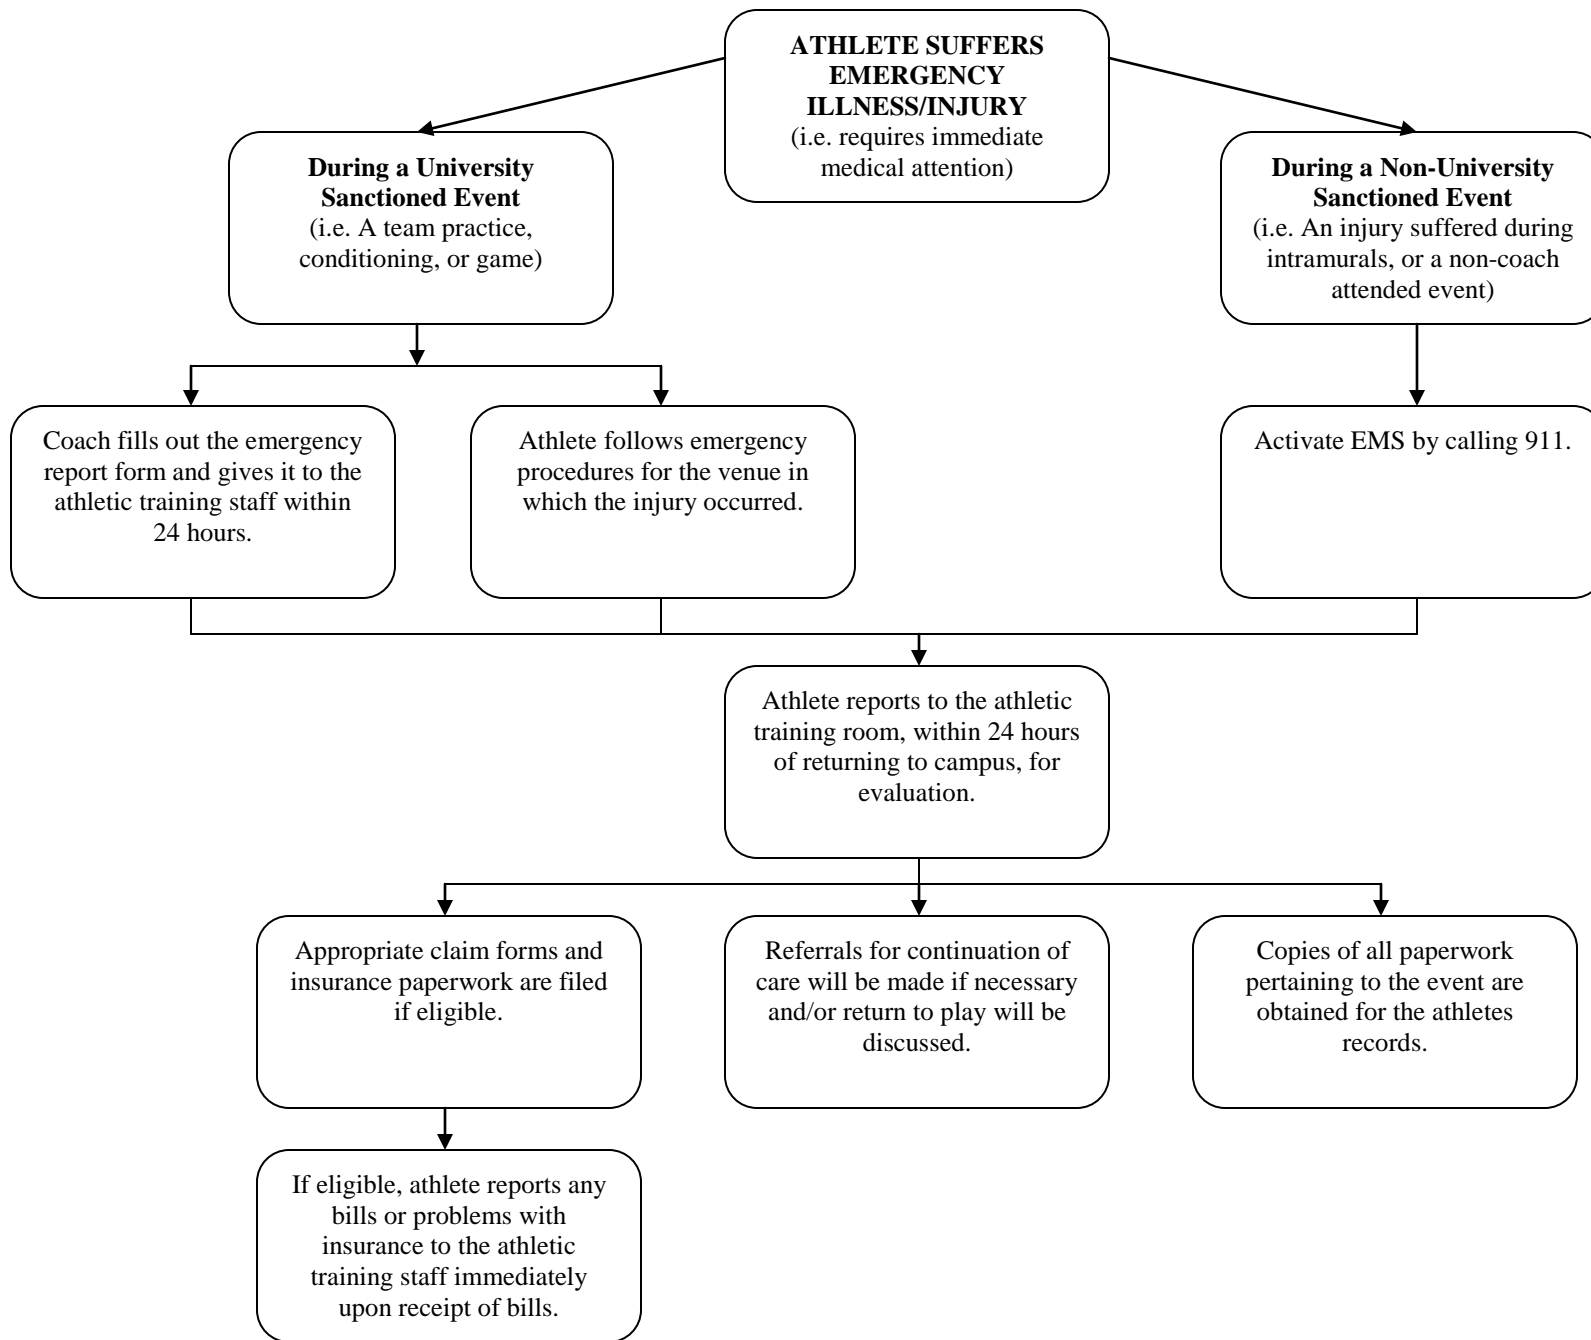 ATHLETE SUFFERS
EMERGENCY
ILLNESS/INJURY
(i.e. requires immediate
medical attention)
During a University
Sanctioned Event
(i.e. A team practice,
conditioning, or game)
During a Non-University
Sanctioned Event
(i.e. An injury suffered during
intramurals, or a non-coach
attended event)
Coach fills out the emergency
report form and gives it to the
athletic training staff within
24 hours.
Athlete follows emergency
procedures for the venue in
which the injury occurred.
Activate EMS by calling 911.
Athlete reports to the athletic
training room, within 24 hours
of returning to campus, for
evaluation.
Appropriate claim forms and
insurance paperwork are filed
if eligible.
Referrals for continuation of
care will be made if necessary
and/or return to play will be
discussed.
Copies of all paperwork
pertaining to the event are
obtained for the athletes
records.
If eligible, athlete reports any
bills or problems with
insurance to the athletic
training staff immediately
upon receipt of bills.